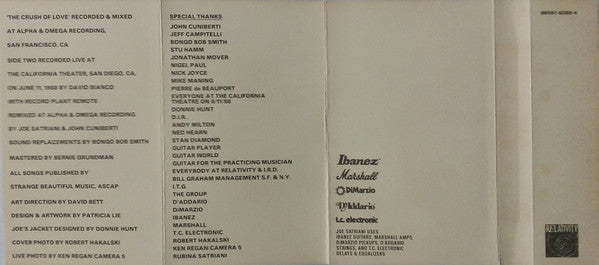 'THE CRUSH OF LOVE' RECORDED & MIXED
AT ALPHA & OMEGA RECORDING,
SAN FRANCISCO, CA
SIDE TWO RECORDED LIVE AT
THE CALIFORNIA THEATER, SAN DIEGO, CA,
ON JUNE 11, 1988 BY DAVID BIANCO
WITH RECORD PLANT REMOTE
REMIXED AT ALPHA & OMEGA RECORDING
BY JOE SATRIANI & JOHN CUNIBERTI
SOUND REPLACEMENTS BY BONGO BOB SMITH
MASTERED BY BERNIE GRUNDMAN
ALL SONGS PUBLISHED BY
STRANGE BEAUTIFUL MUSIC, ASCAP
ART DIRECTION BY DAVID BETT
DESIGN & ARTWORK BY PATRICIA LIE
JOE'S JACKET DESIGNED BY DONNIE HUNT
COVER PHOTO BY ROBERT HAKALSKI
LIVE PHOTO BY KEN REGAN CAMERA 5
SPECIAL THANKS
JOHN CUNIBERTI
JEFF CAMPITELLI
BONGO BOB SMITH
STU HAMM
JONATHAN MOVER
NIGEL PAUL
NICK JOYCE
MIKE MANING
PIERRE de BEAUPORT
EVERYONE AT THE CALIFORNIA
THEATRE ON 6/11/88
DONNIE HUNT
D.I.R.
ANDY MILTON
NED HEARN
STAN DIAMOND
GUITAR PLAYER
GUITAR WORLD
GUITAR FOR THE PRACTICING MUSICIAN
EVERYBODY AT RELATIVITY & I.R.D.
BILL GRAHAM MANAGEMENT S.F. & N.Y.
I.T.G.
THE GROUP
D'ADDARIO
DIMARZIO
IBANEZ
MARSHALL
T.C. ELECTRONIC
ROBERT HAKALSKI
KEN REGAN CAMERA 5
RUBINA SATRIANI
Ibanez
Marshall
DiMarzio
D'Addario
t.c. electronic
JOE SATRIANI USES
IBANEZ GUITARS, MARSHALL AMPS,
DIMARZIO PICKUPS, D'ADDARIO
STRINGS, AND T.C. ELECTRONIC
DELAYS & EQUALIZERS
88561-8265-4
RELATIVITY